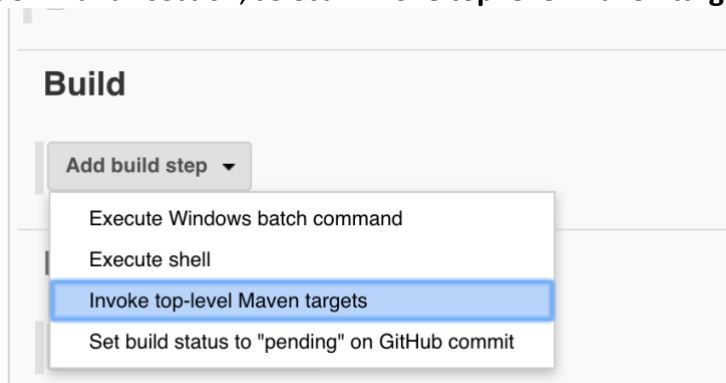 Build
Add build step
Execute Windows batch command
Execute shell
Invoke top-level Maven targets
Set build status to "pending" on GitHub commit